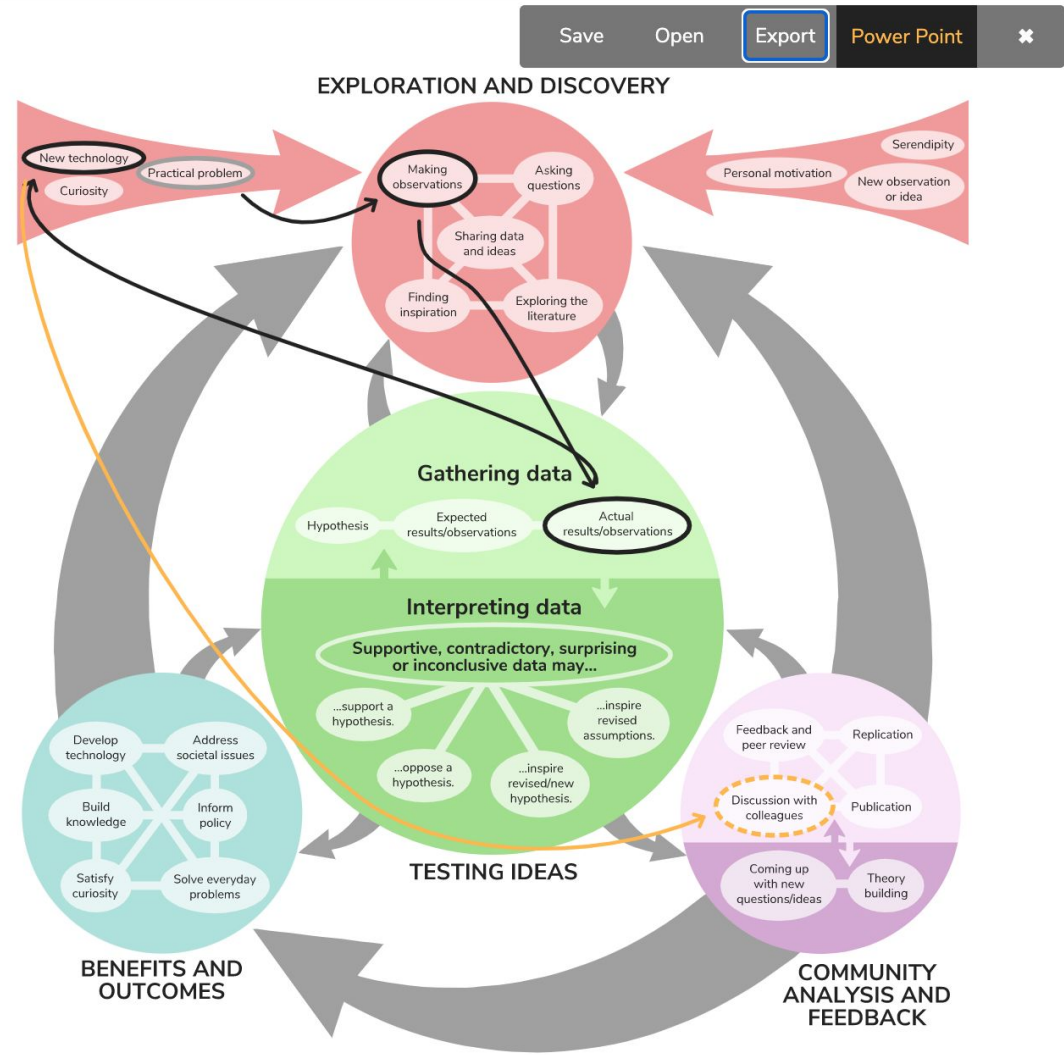 Save Open Export Power Point ✖
EXPLORATION AND DISCOVERY
New technology
Practical problem
Curiosity
Making
observations
Asking
questions
Sharing data
and ideas
Finding
inspiration
Exploring the
literature
Serendipity
Personal motivation
New observation
or idea
Gathering data
Hypothesis
Expected
results/observations
Actual
results/observations
Interpreting data
Supportive, contradictory, surprising
or inconclusive data may...
...support a
hypothesis.
...oppose a
hypothesis.
...inspire
revised/new
hypothesis.
...inspire
revised
assumptions.
TESTING IDEAS
Develop
technology
Address
societal issues
Build
knowledge
Inform
policy
Satisfy
curiosity
Solve everyday
problems
BENEFITS AND
OUTCOMES
Feedback and
peer review
Replication
Discussion with
colleagues
Publication
Coming up
with new
questions/ideas
Theory
building
COMMUNITY
ANALYSIS AND
FEEDBACK